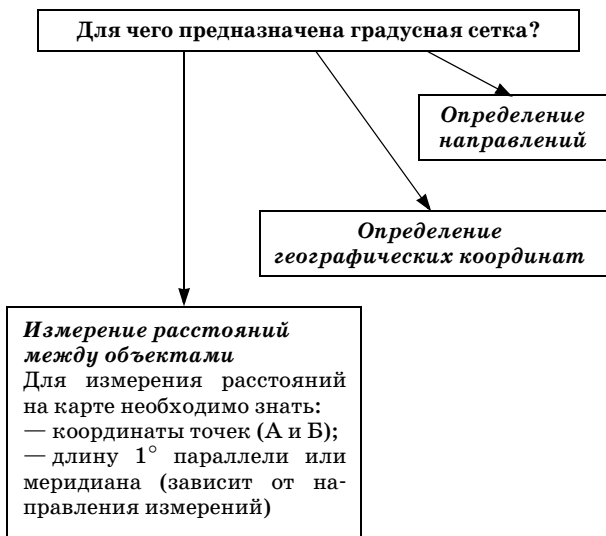 Для чего предназначена градусная сетка?
Определение
направлений
Определение
географических координат
Измерение расстояний
между объектами
Для измерения расстояний
на карте необходимо знать:
— координаты точек (А и Б);
— длину 1° параллели или
меридиана (зависит от на-
правления измерений)